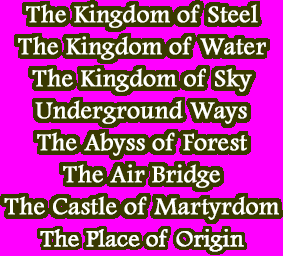 The Kingdom of Steel
The Kingdom of Water
The Kingdom of Sky
Underground Ways
The Abyss of Forest
The Air Bridge
The Castle of Martyrdom
The Place of Origin